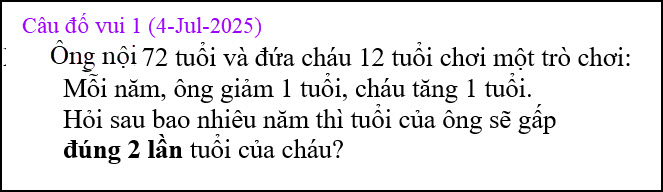 Câu đố vui 1 (4-Jul-2025)
Ông nội 72 tuổi và đứa cháu 12 tuổi chơi một trò chơi:
Mỗi năm, ông giảm 1 tuổi, cháu tăng 1 tuổi.
Hỏi sau bao nhiêu năm thì tuổi của ông sẽ gấp
đúng 2 lần tuổi của cháu?